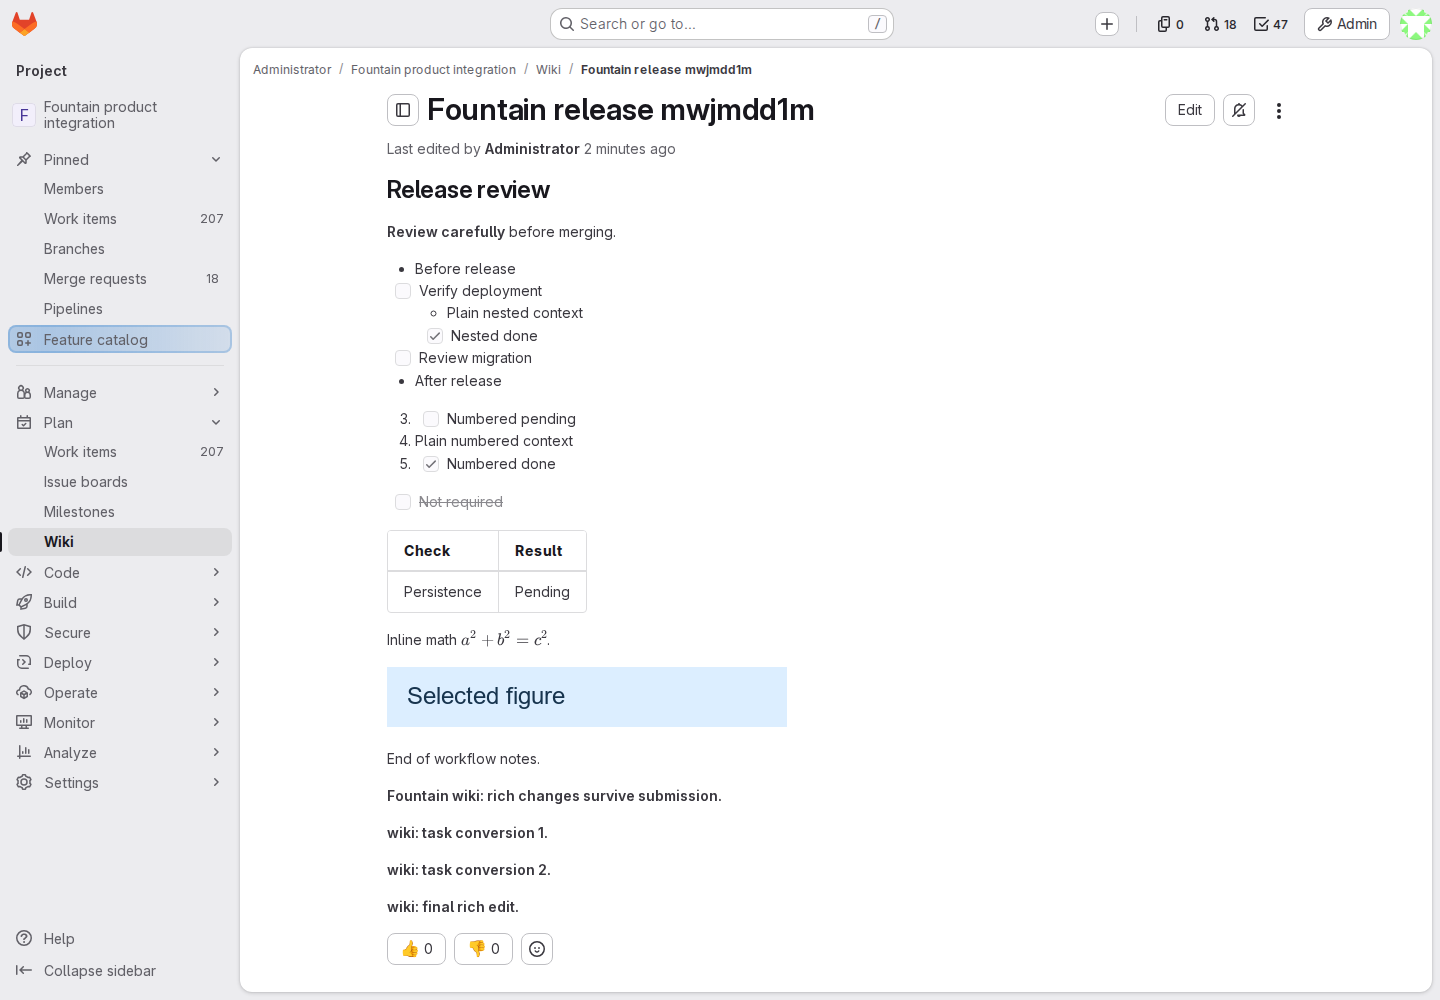 Search or go to...
/
0
18
47
Admin
Project
F
Fountain product integration
Pinned
Members
Work items 207
Branches
Merge requests 18
Pipelines
Feature catalog
Manage
Plan
Work items 207
Issue boards
Milestones
Wiki
Code
Build
Secure
Deploy
Operate
Monitor
Analyze
Settings
Help
Collapse sidebar
Administrator / Fountain product integration / Wiki / Fountain release mwjmdd1m
Fountain release mwjmdd1m
Edit
Last edited by Administrator 2 minutes ago
Release review
Review carefully before merging.
• Before release
Verify deployment
◦ Plain nested context
Nested done
Review migration
• After release
3. Numbered pending
4. Plain numbered context
5. Numbered done
Not required
Check Result
Persistence Pending
Inline math a² + b² = c².
Selected figure
End of workflow notes.
Fountain wiki: rich changes survive submission.
wiki: task conversion 1.
wiki: task conversion 2.
wiki: final rich edit.
👍 0
👎 0